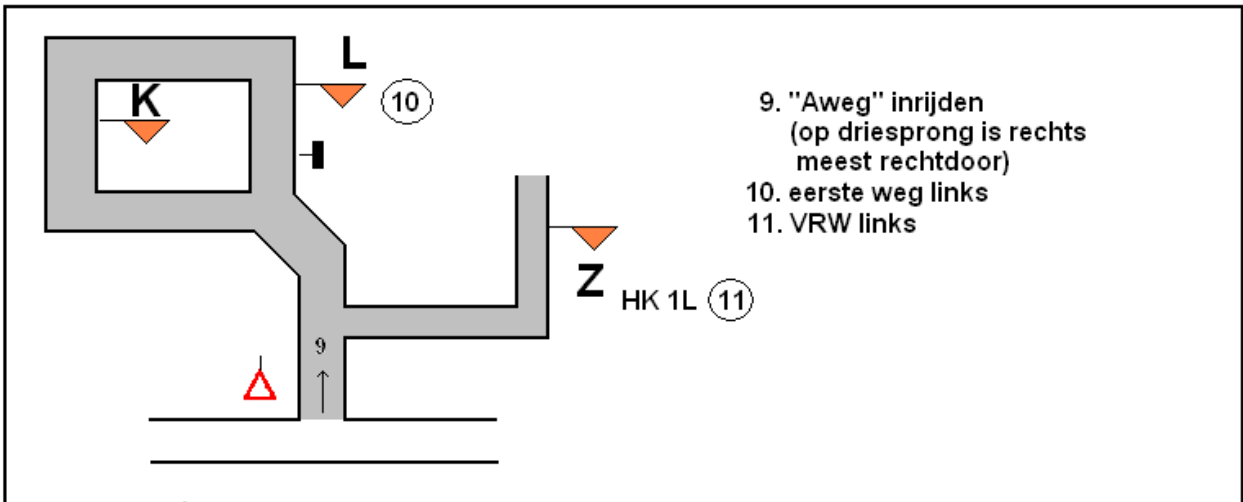 L
K
10
9. "Aweg" inrijden
(op driesprong is rechts
meest rechtdoor)
10. eerste weg links
11. VRW links
Z
HK 1L 11
9